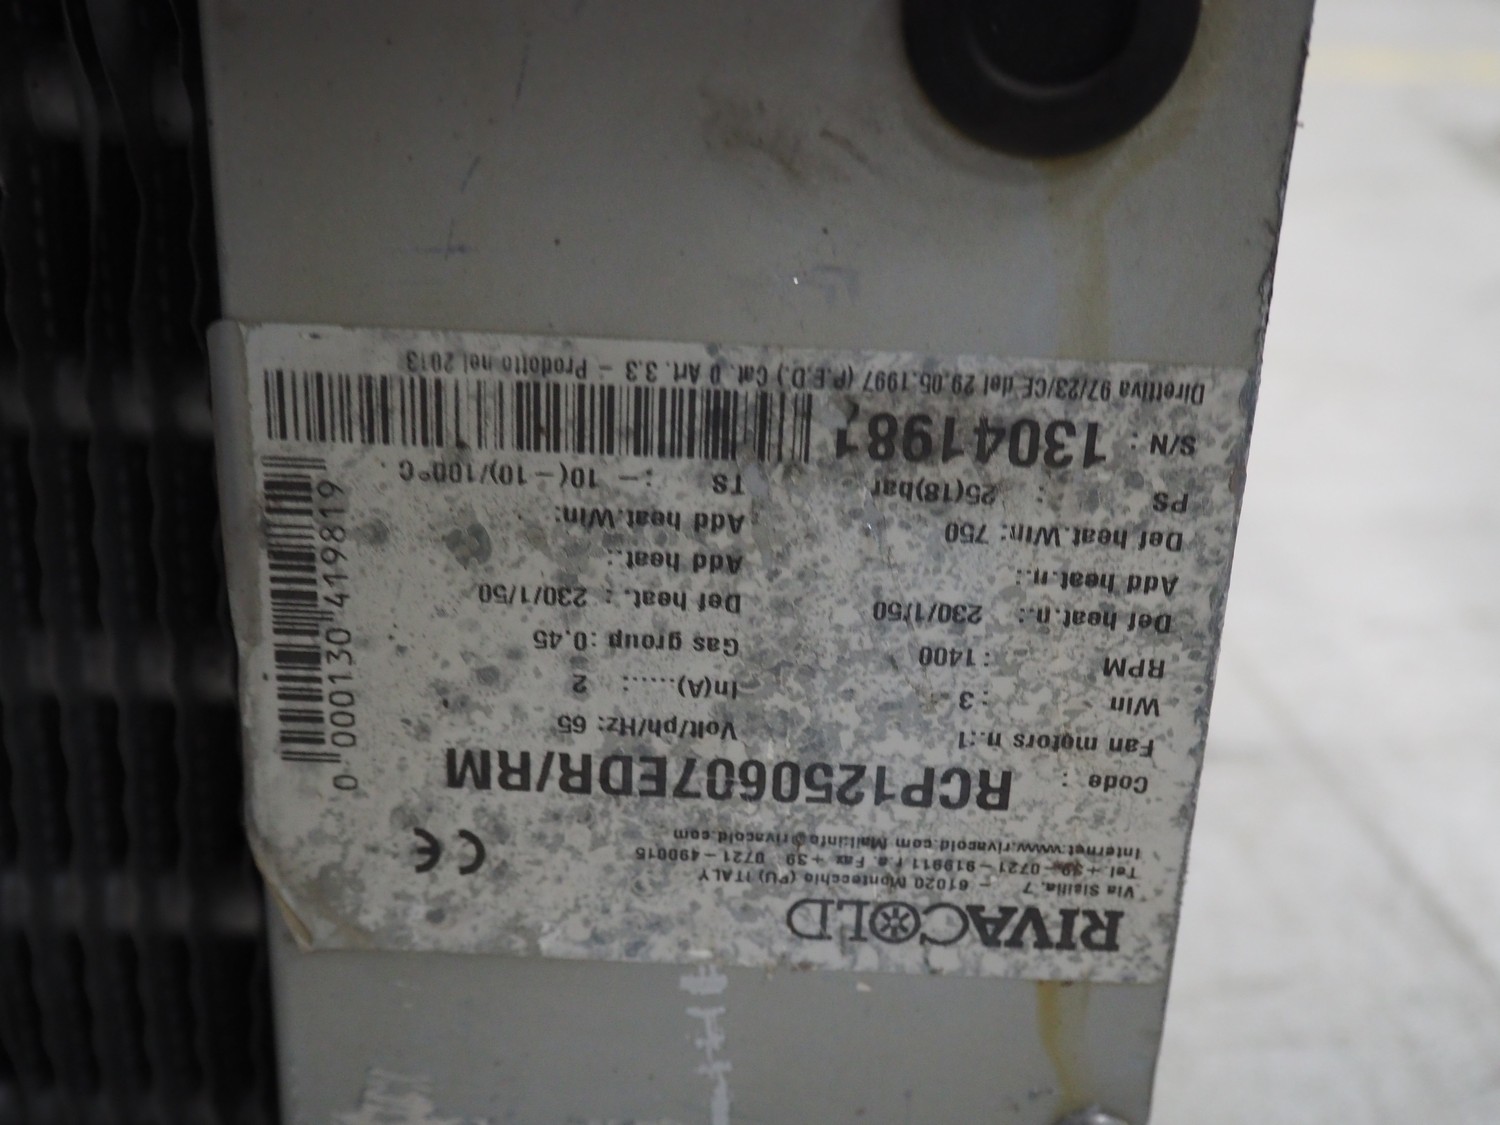 RIVACOLD
Via Sicilia, 7 - 61020 Montecchio (PU) ITALY
Tel. +39-0721-919911 r.a. Fax +39 0721-490015
Internet:www.rivacold.com Mail:info@rivacold.com
CE
Code : RCP1250607EDR/RM
Fan motors n.:1 Volt/ph/Hz: 65
Win : 3 In(A).....: 2
RPM :1400 Gas group :0.45
Def heat.n.: 230/1/50 Def heat. : 230/1/50
Add heat.n.: Add heat.:
Def heat.Win: 750 Add heat.Win:
PS : 25(18)bar TS :- 10(-10)/100°C
S/N : 13041981
Direttiva 97/23/CE del 29.05.1997 (P.E.D.) Cat. 0 Art. 3.3 - Prodotto nel 2013
0 000130 419819